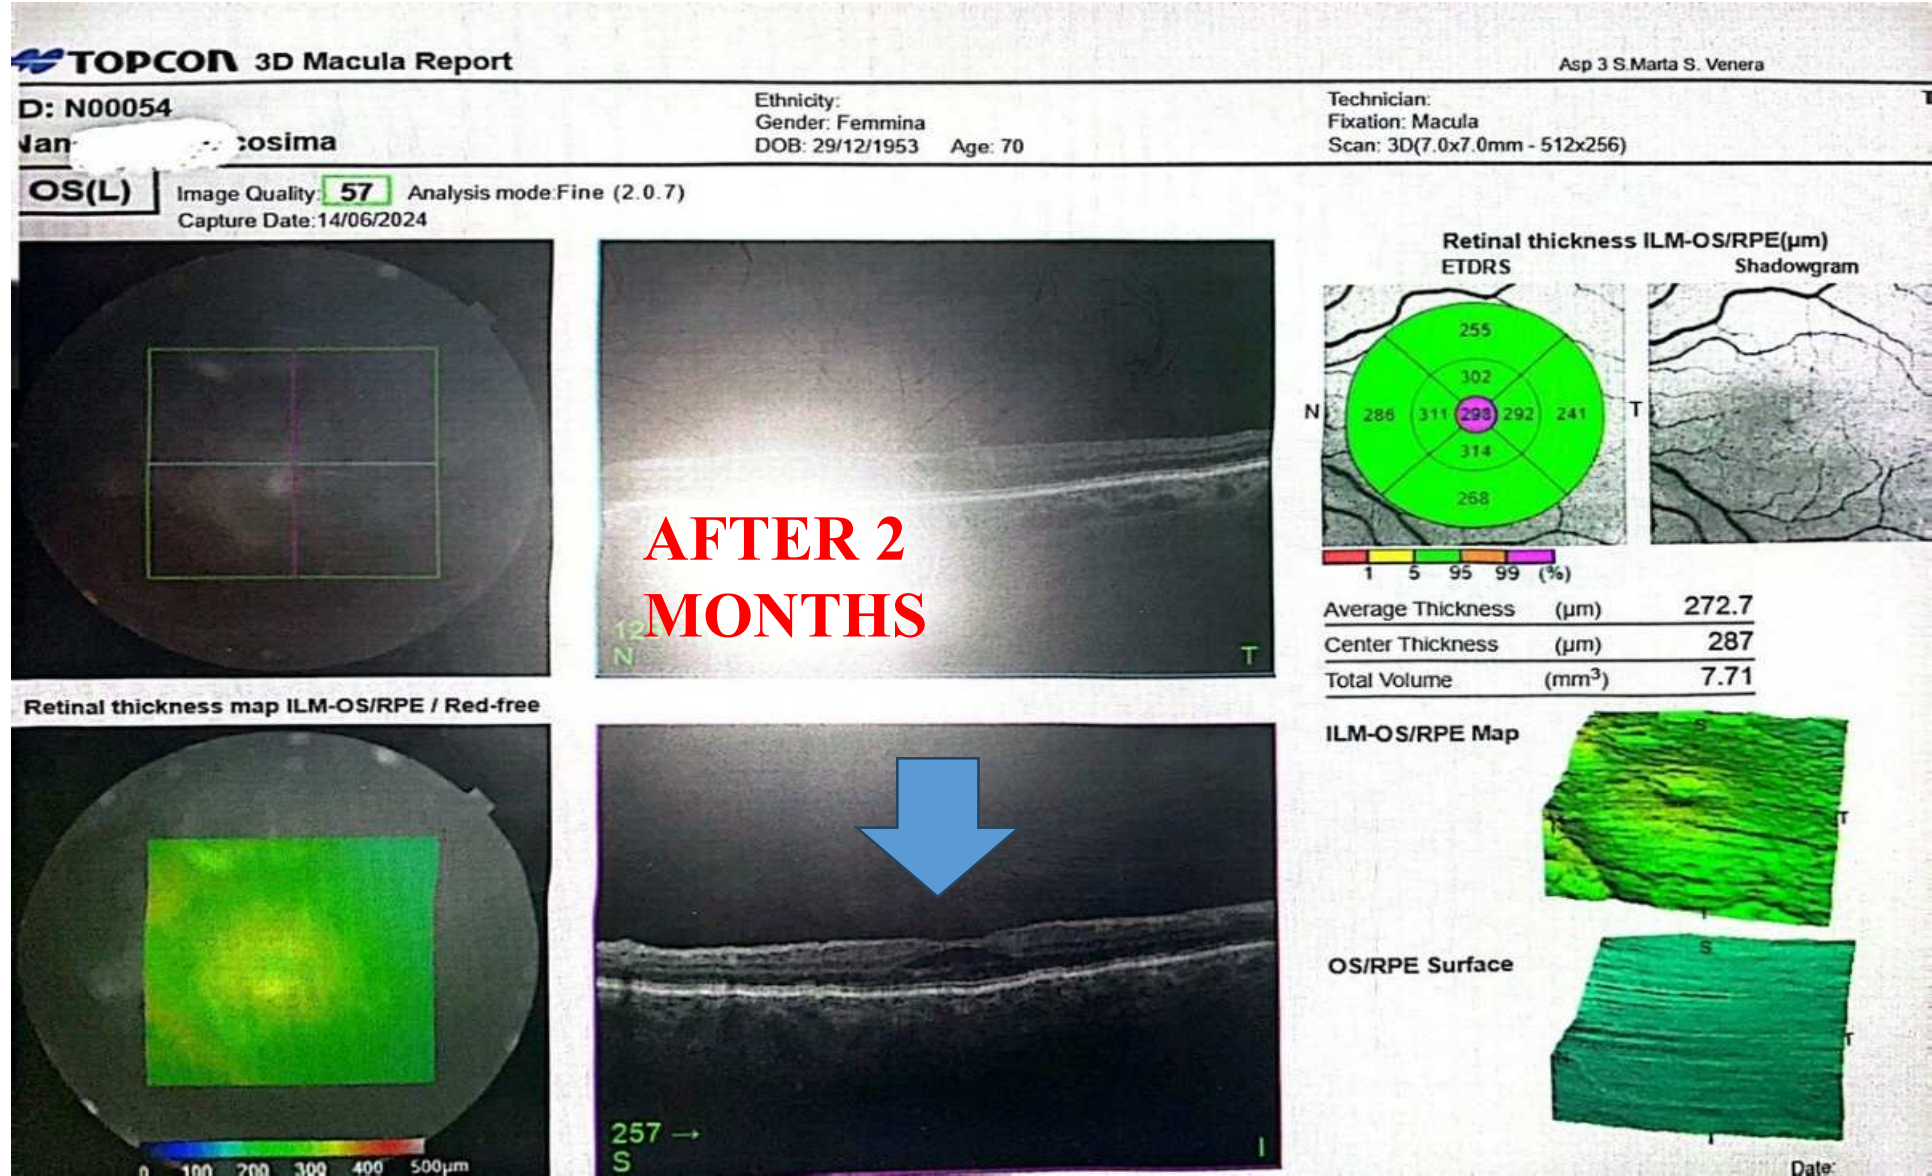 TOPCON 3D Macula Report
Asp 3 S.Marta S. Venera
D: N00054
cosima
Ethnicity:
Gender: Femmina
DOB: 29/12/1953 Age: 70
Technician:
Fixation: Macula
Scan: 3D(7.0x7.0mm - 512x256)
OS(L)
Image Quality: 57 Analysis mode:Fine (2.0.7)
Capture Date:14/06/2024
AFTER 2
MONTHS
N T
Retinal thickness ILM-OS/RPE(µm)
ETDRS Shadowgram
255
302
N 286 311 298 292 241 T
314
268
1 5 95 99 (%)
Average Thickness (µm) 272.7
Center Thickness (µm) 287
Total Volume (mm³) 7.71
Retinal thickness map ILM-OS/RPE / Red-free
0 100 200 300 400 500µm
257 →
S I
ILM-OS/RPE Map
S
T
OS/RPE Surface
S
T
Date: